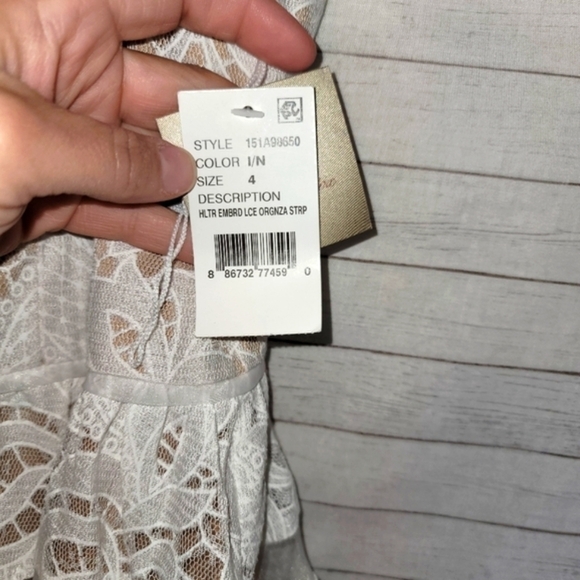 STYLE 151A98650
COLOR I/N
SIZE 4
DESCRIPTION
HLTR EMBRD LCE ORGNZA STRP
8 86732 77459 0